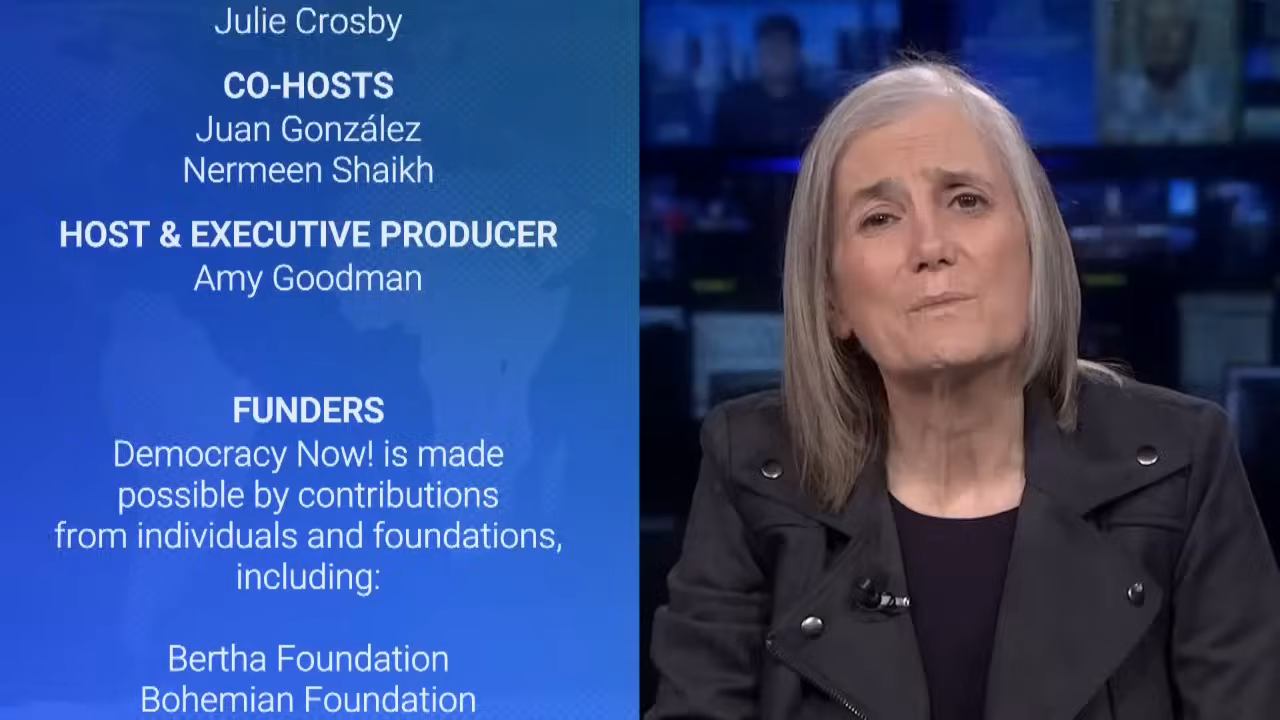 Julie Crosby
CO-HOSTS
Juan González
Nermeen Shaikh
HOST & EXECUTIVE PRODUCER
Amy Goodman
FUNDERS
Democracy Now! is made
possible by contributions
from individuals and foundations,
including:
Bertha Foundation
Bohemian Foundation